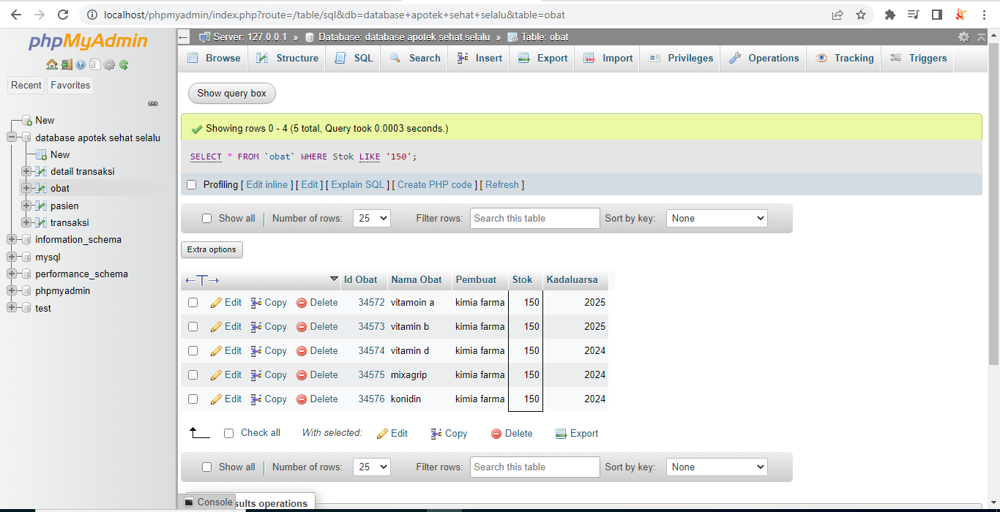 localhost/phpmyadmin/index.php?route=/table/sql&db=database+apotek+sehat+selalu&table=obat
phpMyAdmin
Recent Favorites
New
database apotek sehat selalu
New
detail transaksi
obat
pasien
transaksi
information_schema
mysql
performance_schema
phpmyadmin
test
Server: 127.0.0.1 » Database: database apotek sehat selalu » Table: obat
Browse Structure SQL Search Insert Export Import Privileges Operations Tracking Triggers
Show query box
Showing rows 0 - 4 (5 total, Query took 0.0003 seconds.)
SELECT * FROM `obat` WHERE Stok LIKE '150';
Profiling [ Edit inline ] [ Edit ] [ Explain SQL ] [ Create PHP code ] [ Refresh ]
Show all | Number of rows: 25 Filter rows: Search this table Sort by key: None
Extra options
←T→ Id Obat Nama Obat Pembuat Stok Kadaluarsa
Edit Copy Delete 34572 vitamoin a kimia farma 150 2025
Edit Copy Delete 34573 vitamin b kimia farma 150 2025
Edit Copy Delete 34574 vitamin d kimia farma 150 2024
Edit Copy Delete 34575 mixagrip kimia farma 150 2024
Edit Copy Delete 34576 konidin kimia farma 150 2024
Check all With selected: Edit Copy Delete Export
Show all | Number of rows: 25 Filter rows: Search this table Sort by key: None
Console sults operations